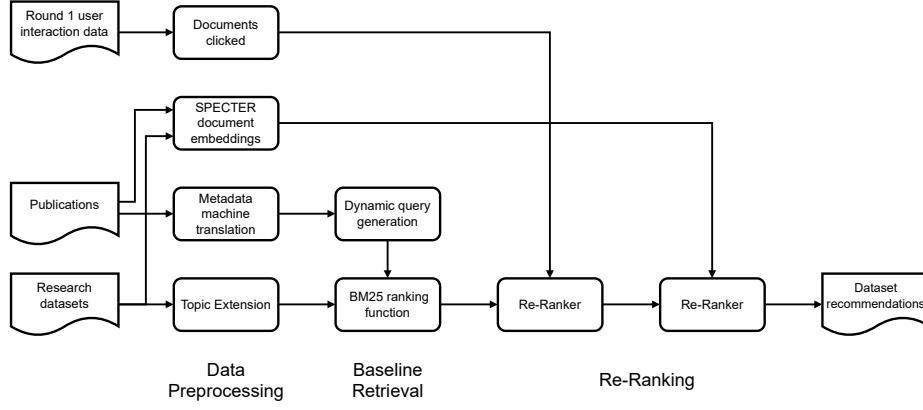 Round 1 user
interaction data
Documents
clicked
SPECTER
document
embeddings
Publications
Metadata
machine
translation
Dynamic query
generation
Research
datasets
Topic Extension
BM25 ranking
function
Re-Ranker
Re-Ranker
Dataset
recommendations
Data
Preprocessing
Baseline
Retrieval
Re-Ranking